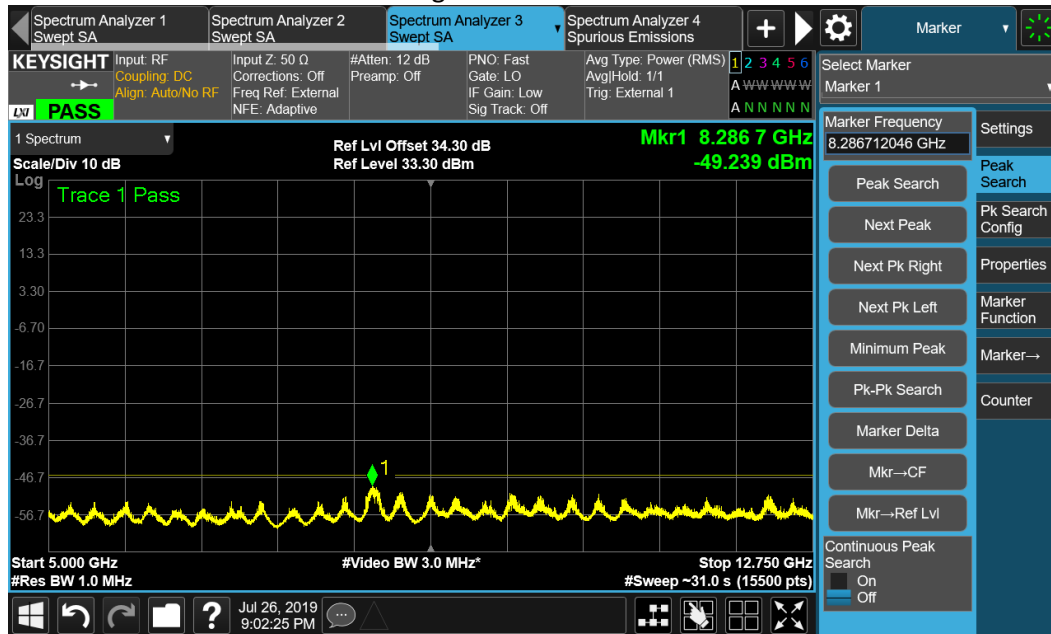 Spectrum Analyzer 1
Swept SA
Spectrum Analyzer 2
Swept SA
Spectrum Analyzer 3
Swept SA
Spectrum Analyzer 4
Spurious Emissions
+
Marker
KEYSIGHT
LXI
PASS
Input: RF
Coupling: DC
Align: Auto/No RF
Input Z: 50 Ω
Corrections: Off
Freq Ref: External
NFE: Adaptive
#Atten: 12 dB
Preamp: Off
PNO: Fast
Gate: LO
IF Gain: Low
Sig Track: Off
Avg Type: Power (RMS)
Avg|Hold: 1/1
Trig: External 1
1 2 3 4 5 6
A W W W W W
A N N N N N
Select Marker
Marker 1
1 Spectrum
Scale/Div 10 dB
Ref Lvl Offset 34.30 dB
Ref Level 33.30 dBm
Mkr1 8.286 7 GHz
-49.239 dBm
Log
Trace 1 Pass
23.3
13.3
3.30
-6.70
-16.7
-26.7
-36.7
-46.7
-56.7
1
Start 5.000 GHz
#Res BW 1.0 MHz
#Video BW 3.0 MHz*
Stop 12.750 GHz
#Sweep ~31.0 s (15500 pts)
Marker Frequency
8.286712046 GHz
Peak Search
Next Peak
Next Pk Right
Next Pk Left
Minimum Peak
Pk-Pk Search
Marker Delta
Mkr→CF
Mkr→Ref Lvl
Continuous Peak
Search
On
Off
Settings
Peak
Search
Pk Search
Config
Properties
Marker
Function
Marker→
Counter
?
Jul 26, 2019
9:02:25 PM